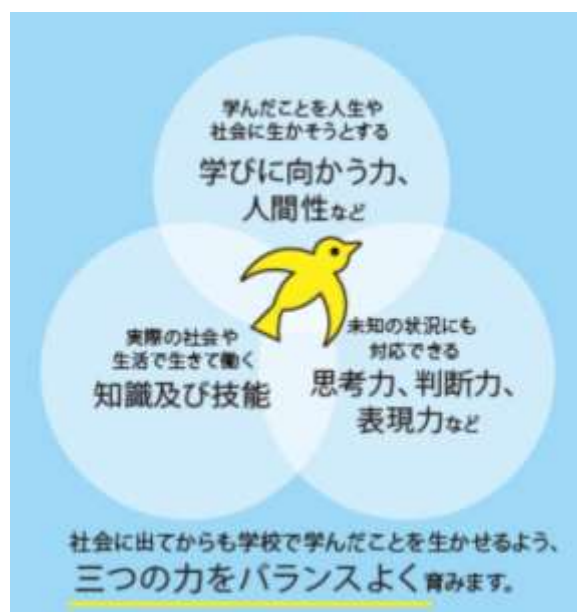 学んだことを人生や
社会に生かそうとする
学びに向かう力、
人間性など
実際の社会や
生活で生きて働く
知識及び技能
未知の状況にも
対応できる
思考力、判断力、
表現力など
社会に出てからも学校で学んだことを生かせるよう、
三つの力をバランスよく育みます。